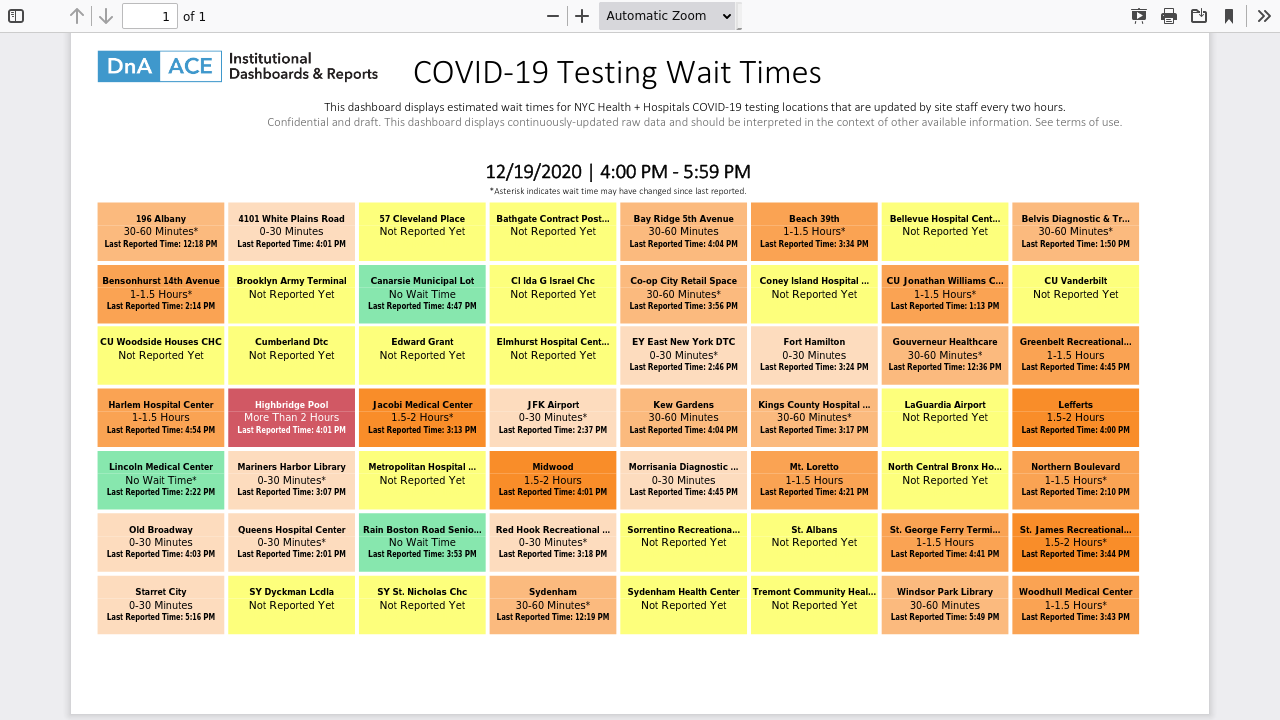 1 of 1 Automatic Zoom
DnA ACE Institutional Dashboards & Reports
COVID-19 Testing Wait Times
This dashboard displays estimated wait times for NYC Health + Hospitals COVID-19 testing locations that are updated by site staff every two hours.
Confidential and draft. This dashboard displays continuously-updated raw data and should be interpreted in the context of other available information. See terms of use.
12/19/2020 | 4:00 PM - 5:59 PM
*Asterisk indicates wait time may have changed since last reported.
196 Albany
30-60 Minutes*
Last Reported Time: 12:18 PM
4101 White Plains Road
0-30 Minutes
Last Reported Time: 4:01 PM
57 Cleveland Place
Not Reported Yet
Bathgate Contract Post...
Not Reported Yet
Bay Ridge 5th Avenue
30-60 Minutes
Last Reported Time: 4:04 PM
Beach 39th
1-1.5 Hours*
Last Reported Time: 3:34 PM
Bellevue Hospital Cent...
Not Reported Yet
Belvis Diagnostic & Tr...
30-60 Minutes*
Last Reported Time: 1:50 PM
Bensonhurst 14th Avenue
1-1.5 Hours*
Last Reported Time: 2:14 PM
Brooklyn Army Terminal
Not Reported Yet
Canarsie Municipal Lot
No Wait Time
Last Reported Time: 4:47 PM
Cl Ida G Israel Chc
Not Reported Yet
Co-op City Retail Space
30-60 Minutes*
Last Reported Time: 3:56 PM
Coney Island Hospital ...
Not Reported Yet
CU Jonathan Williams C...
1-1.5 Hours*
Last Reported Time: 1:13 PM
CU Vanderbilt
Not Reported Yet
CU Woodside Houses CHC
Not Reported Yet
Cumberland Dtc
Not Reported Yet
Edward Grant
Not Reported Yet
Elmhurst Hospital Cent...
Not Reported Yet
EY East New York DTC
0-30 Minutes*
Last Reported Time: 2:46 PM
Fort Hamilton
0-30 Minutes
Last Reported Time: 3:24 PM
Gouverneur Healthcare
30-60 Minutes*
Last Reported Time: 12:36 PM
Greenbelt Recreational...
1-1.5 Hours
Last Reported Time: 4:45 PM
Harlem Hospital Center
1-1.5 Hours
Last Reported Time: 4:54 PM
Highbridge Pool
More Than 2 Hours
Last Reported Time: 4:01 PM
Jacobi Medical Center
1.5-2 Hours*
Last Reported Time: 3:13 PM
JFK Airport
0-30 Minutes*
Last Reported Time: 2:37 PM
Kew Gardens
30-60 Minutes
Last Reported Time: 4:04 PM
Kings County Hospital ...
30-60 Minutes*
Last Reported Time: 3:17 PM
LaGuardia Airport
Not Reported Yet
Lefferts
1.5-2 Hours
Last Reported Time: 4:00 PM
Lincoln Medical Center
No Wait Time*
Last Reported Time: 2:22 PM
Mariners Harbor Library
0-30 Minutes*
Last Reported Time: 3:07 PM
Metropolitan Hospital ...
Not Reported Yet
Midwood
1.5-2 Hours
Last Reported Time: 4:01 PM
Morrisania Diagnostic ...
0-30 Minutes
Last Reported Time: 4:45 PM
Mt. Loretto
1-1.5 Hours
Last Reported Time: 4:21 PM
North Central Bronx Ho...
Not Reported Yet
Northern Boulevard
1-1.5 Hours*
Last Reported Time: 2:10 PM
Old Broadway
0-30 Minutes
Last Reported Time: 4:03 PM
Queens Hospital Center
0-30 Minutes*
Last Reported Time: 2:01 PM
Rain Boston Road Senio...
No Wait Time
Last Reported Time: 3:53 PM
Red Hook Recreational ...
0-30 Minutes*
Last Reported Time: 3:18 PM
Sorrentino Recreationa...
Not Reported Yet
St. Albans
Not Reported Yet
St. George Ferry Termi...
1-1.5 Hours
Last Reported Time: 4:41 PM
St. James Recreational...
1.5-2 Hours*
Last Reported Time: 3:44 PM
Starret City
0-30 Minutes
Last Reported Time: 5:16 PM
SY Dyckman Lcdla
Not Reported Yet
SY St. Nicholas Chc
Not Reported Yet
Sydenham
30-60 Minutes*
Last Reported Time: 12:19 PM
Sydenham Health Center
Not Reported Yet
Tremont Community Heal...
Not Reported Yet
Windsor Park Library
30-60 Minutes
Last Reported Time: 5:49 PM
Woodhull Medical Center
1-1.5 Hours*
Last Reported Time: 3:43 PM